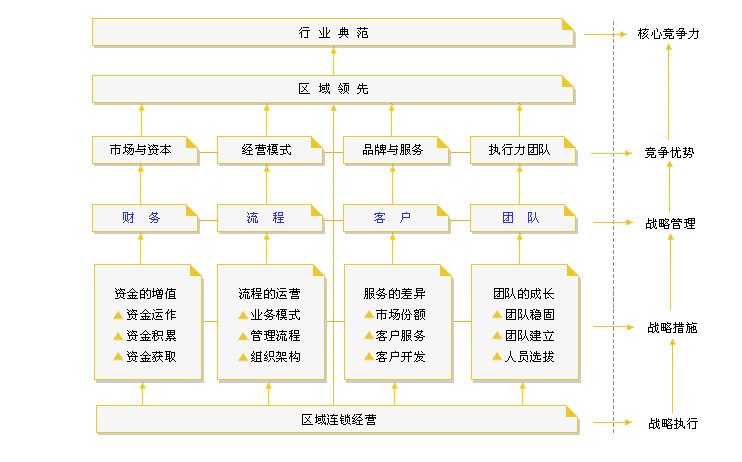 行 业 典 范
核心竞争力
区 域 领 先
市场与资本
经营模式
品牌与服务
执行力团队
竞争优势
财 务
流 程
客 户
团 队
战略管理
资金的增值
资金运作
资金积累
资金获取
流程的运营
业务模式
管理流程
组织架构
服务的差异
市场份额
客户服务
客户开发
团队的成长
团队稳固
团队建立
人员选拔
战略措施
区域连锁经营
战略执行